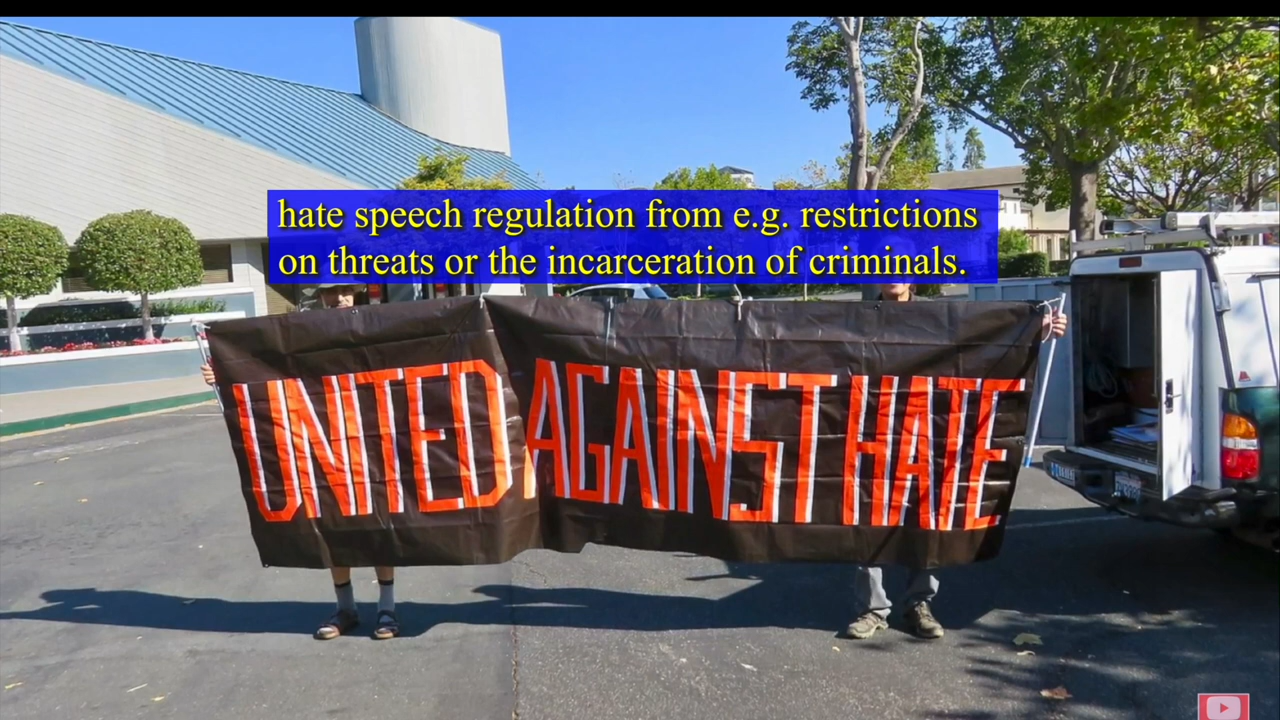 hate speech regulation from e.g. restrictions
on threats or the incarceration of criminals.
UNITED AGAINST HATE